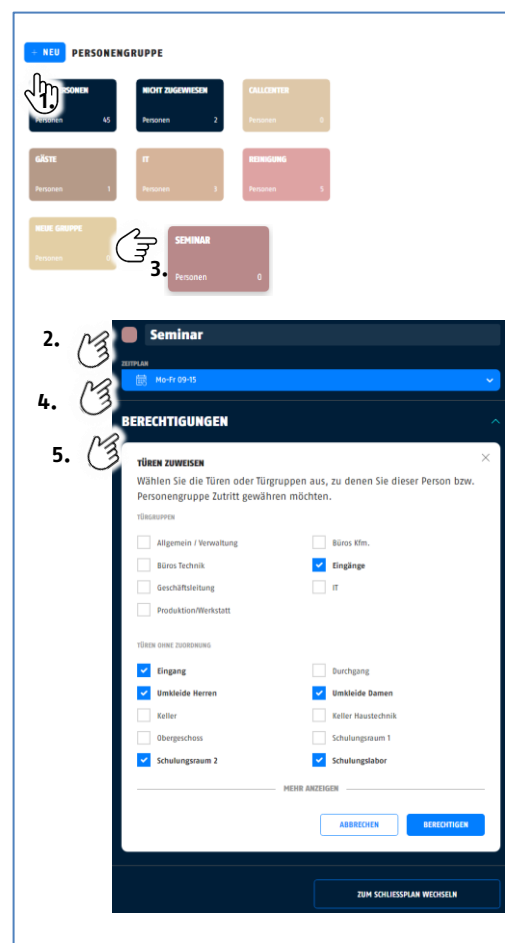 + NEU PERSONENGRUPPE
1.
NICHT ZUGEWIESEN
CALLCENTER
Personen 45
Personen 2
Personen 0
GÄSTE
IT
REINIGUNG
Personen 1
Personen 3
Personen 5
NEUE GRUPPE
Personen
3.
SEMINAR
Personen 0
2.
Seminar
ZEITPLAN
Mo-Fr 09-15
4.
BERECHTIGUNGEN
5.
TÜREN ZUWEISEN
Wählen Sie die Türen oder Türgruppen aus, zu denen Sie dieser Person bzw.
Personengruppe Zutritt gewähren möchten.
TÜRGRUPPEN
Allgemein / Verwaltung
Büros Kfm.
Büros Technik
Eingänge
Geschäftsleitung
IT
Produktion/Werkstatt
TÜREN OHNE ZUORDNUNG
Eingang
Durchgang
Umkleide Herren
Umkleide Damen
Keller
Keller Haustechnik
Obergeschoss
Schulungsraum 1
Schulungsraum 2
Schulungslabor
MEHR ANZEIGEN
ABBRECHEN
BERECHTIGEN
ZUM SCHLIESSPLAN WECHSELN